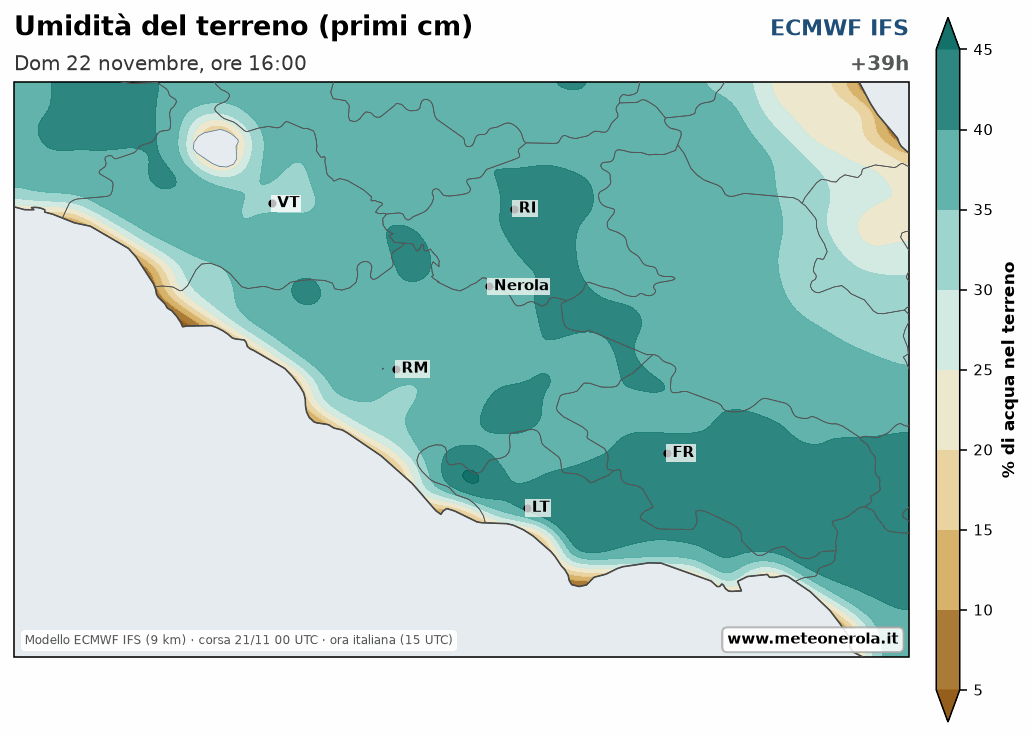 Umidità del terreno (primi cm)
ECMWF IFS
Dom 22 novembre, ore 16:00
+39h
VT
RI
Nerola
RM
FR
LT
45
40
35
30
25
20
15
10
5
% di acqua nel terreno
Modello ECMWF IFS (9 km) · corsa 21/11 00 UTC · ora italiana (15 UTC)
www.meteonerola.it